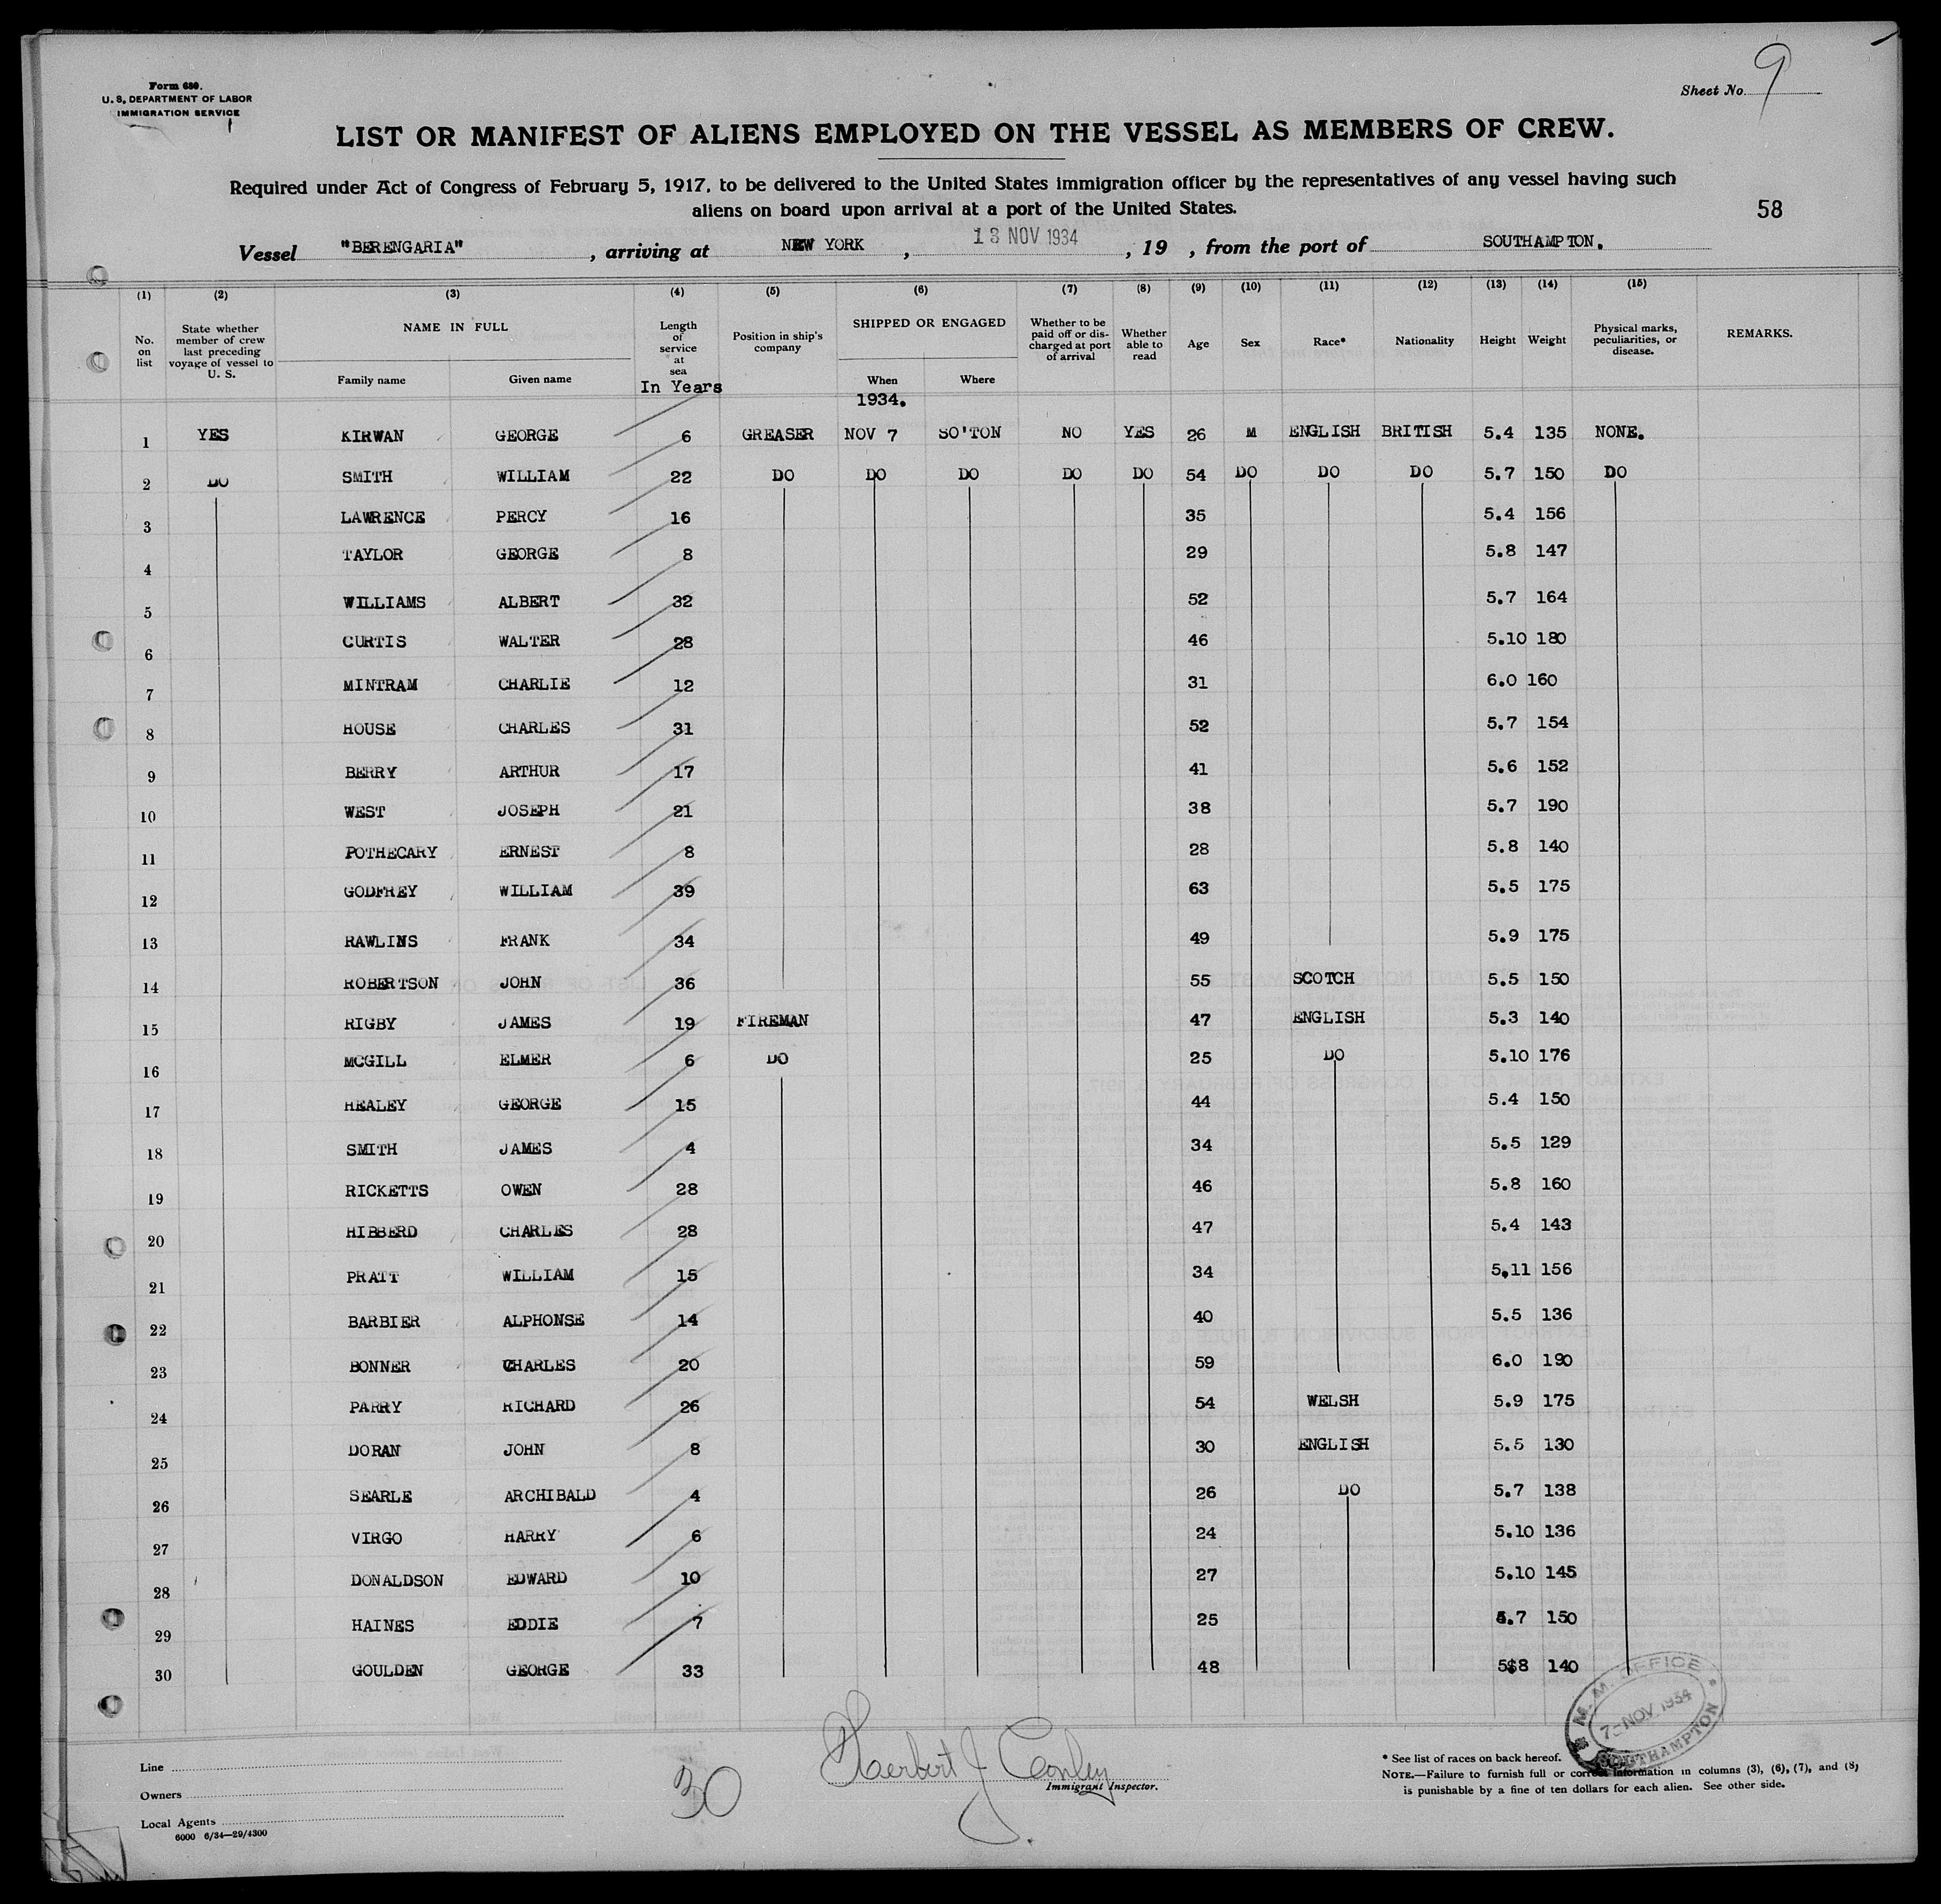 Form 680.
U. S. DEPARTMENT OF LABOR
IMMIGRATION SERVICE
Sheet No. 9
LIST OR MANIFEST OF ALIENS EMPLOYED ON THE VESSEL AS MEMBERS OF CREW.
Required under Act of Congress of February 5, 1917, to be delivered to the United States immigration officer by the representatives of any vessel having such
aliens on board upon arrival at a port of the United States.
58
Vessel "BERENGARIA", arriving at NEW YORK, 13 NOV 1934, 19 , from the port of SOUTHAMPTON.
(1) (2) (3) (4) (5) (6) (7) (8) (9) (10) (11) (12) (13) (14) (15)
No. on list State whether member of crew last preceding voyage of vessel to U. S. NAME IN FULL Length of service at sea Position in ship's company SHIPPED OR ENGAGED Whether to be paid off or discharged at port of arrival Whether able to read Age Sex Race* Nationality Height Weight Physical marks, peculiarities, or disease. REMARKS.
Family name Given name In Years When Where
1934.
1 YES KIRWAN GEORGE 6 GREASER NOV 7 SO'TON NO YES 26 M ENGLISH BRITISH 5.4 135 NONE.
2 DO SMITH WILLIAM 22 DO DO DO DO DO 54 DO DO DO 5.7 150 DO
3 LAWRENCE PERCY 16 35 5.4 156
4 TAYLOR GEORGE 8 29 5.8 147
5 WILLIAMS ALBERT 32 52 5.7 164
6 CURTIS WALTER 28 46 5.10 180
7 MINTRAM CHARLIE 12 31 6.0 160
8 HOUSE CHARLES 31 52 5.7 154
9 BERRY ARTHUR 17 41 5.6 152
10 WEST JOSEPH 21 38 5.7 190
11 POTHECARY ERNEST 8 28 5.8 140
12 GODFREY WILLIAM 39 63 5.5 175
13 RAWLINS FRANK 34 49 5.9 175
14 ROBERTSON JOHN 36 55 SCOTCH 5.5 150
15 RIGBY JAMES 19 FIREMAN 47 ENGLISH 5.3 140
16 MCGILL ELMER 6 DO 25 DO 5.10 176
17 HEALEY GEORGE 15 44 5.4 150
18 SMITH JAMES 4 34 5.5 129
19 RICKETTS OWEN 28 46 5.8 160
20 HIBBERD CHARLES 28 47 5.4 143
21 PRATT WILLIAM 15 34 5.11 156
22 BARBIER ALPHONSE 14 40 5.5 136
23 BONNER CHARLES 20 59 6.0 190
24 PARRY RICHARD 26 54 WELSH 5.9 175
25 DORAN JOHN 8 30 ENGLISH 5.5 130
26 SEARLE ARCHIBALD 4 26 DO 5.7 138
27 VIRGO HARRY 6 24 5.10 136
28 DONALDSON EDWARD 10 27 5.10 145
29 HAINES EDDIE 7 25 5.7 150
30 GOULDEN GEORGE 33 48 5$8 140
M. M. OFFICE
7 - NOV 1934
SOUTHAMPTON
Line
Owners
Local Agents
6000 6/34—29/4300
30
Herbert J. Conley
Immigrant Inspector.
* See list of races on back hereof.
NOTE.—Failure to furnish full or correct information in columns (3), (6), (7), and (8)
is punishable by a fine of ten dollars for each alien. See other side.